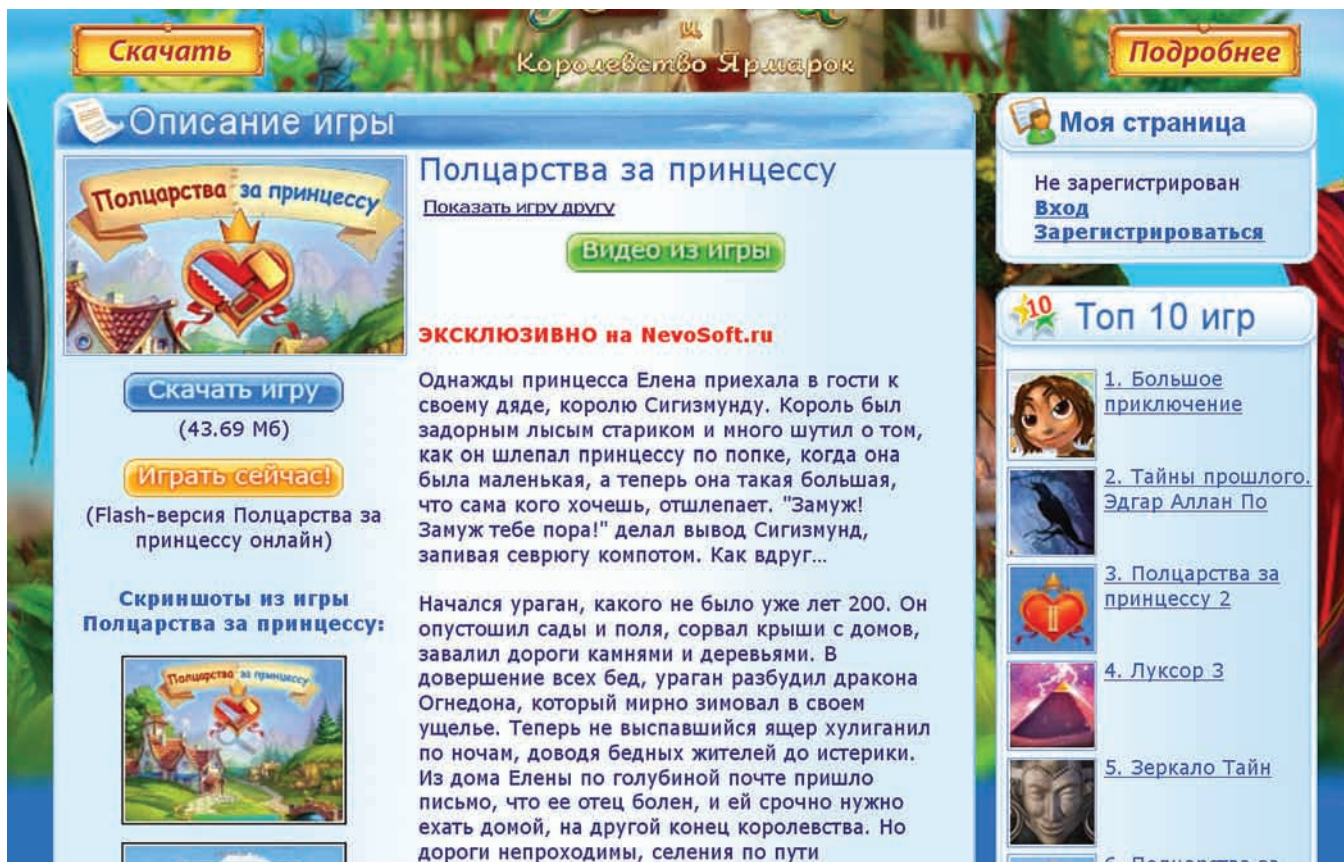 Скачать
и
Королевство Ярмарок
Подробнее
Описание игры
Полцарства за принцессу
Скачать игру
(43.69 Мб)
Играть сейчас!
(Flash-версия Полцарства за
принцессу онлайн)
Скриншоты из игры
Полцарства за принцессу:
Полцарства за принцессу
Полцарства за принцессу
Показать игру другу
Видео из игры
ЭКСКЛЮЗИВНО на NevoSoft.ru
Однажды принцесса Елена приехала в гости к
своему дяде, королю Сигизмунду. Король был
задорным лысым стариком и много шутил о том,
как он шлепал принцессу по попке, когда она
была маленькая, а теперь она такая большая,
что сама кого хочешь, отшлепает. "Замуж!
Замуж тебе пора!" делал вывод Сигизмунд,
запивая севрюгу компотом. Как вдруг...
Начался ураган, какого не было уже лет 200. Он
опустошил сады и поля, сорвал крыши с домов,
завалил дороги камнями и деревьями. В
довершение всех бед, ураган разбудил дракона
Огнедона, который мирно зимовал в своем
ущелье. Теперь не выспавшийся ящер хулиганил
по ночам, доводя бедных жителей до истерики.
Из дома Елены по голубиной почте пришло
письмо, что ее отец болен, и ей срочно нужно
ехать домой, на другой конец королевства. Но
дороги непроходимы, селения по пути
Моя страница
Не зарегистрирован
Вход
Зарегистрироваться
10
Топ 10 игр
1. Большое
приключение
2. Тайны прошлого.
Эдгар Аллан По
II
3. Полцарства за
принцессу 2
4. Луксор 3
5. Зеркало Тайн
6. Полцарства за